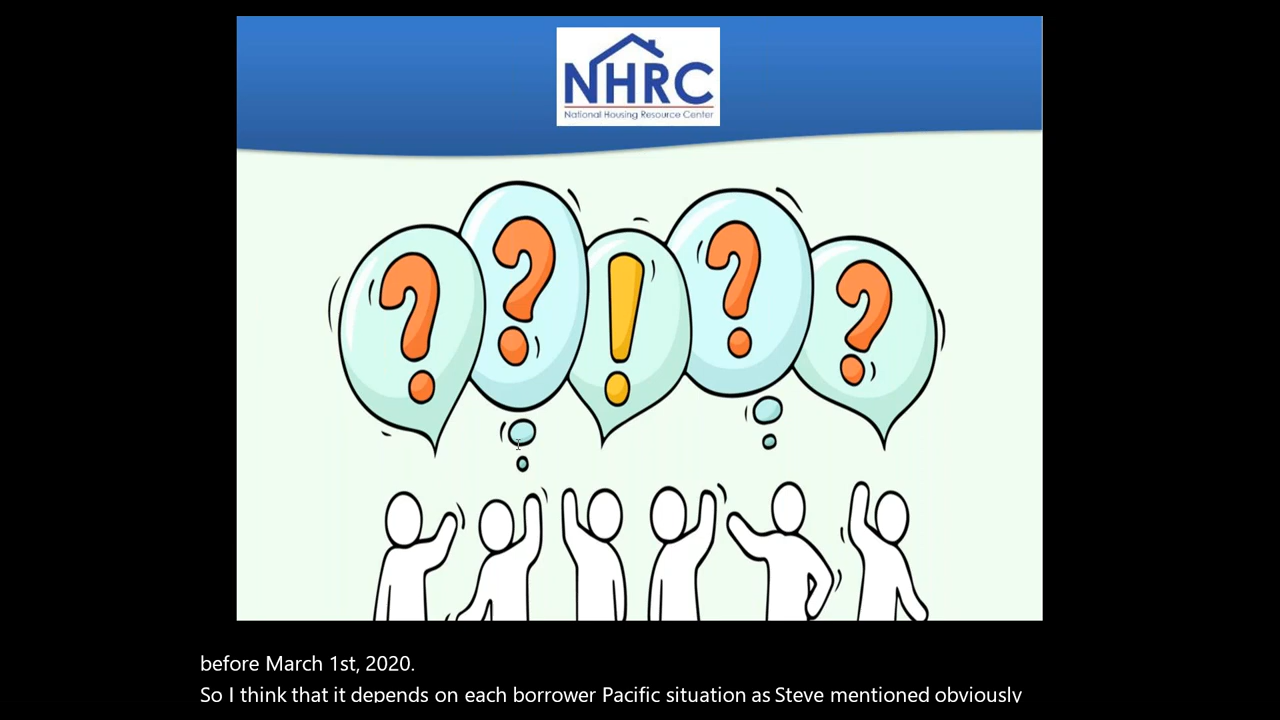 NHRC
National Housing Resource Center
? ? ! ? ?
before March 1st, 2020.
So I think that it depends on each borrower Pacific situation as Steve mentioned obviously